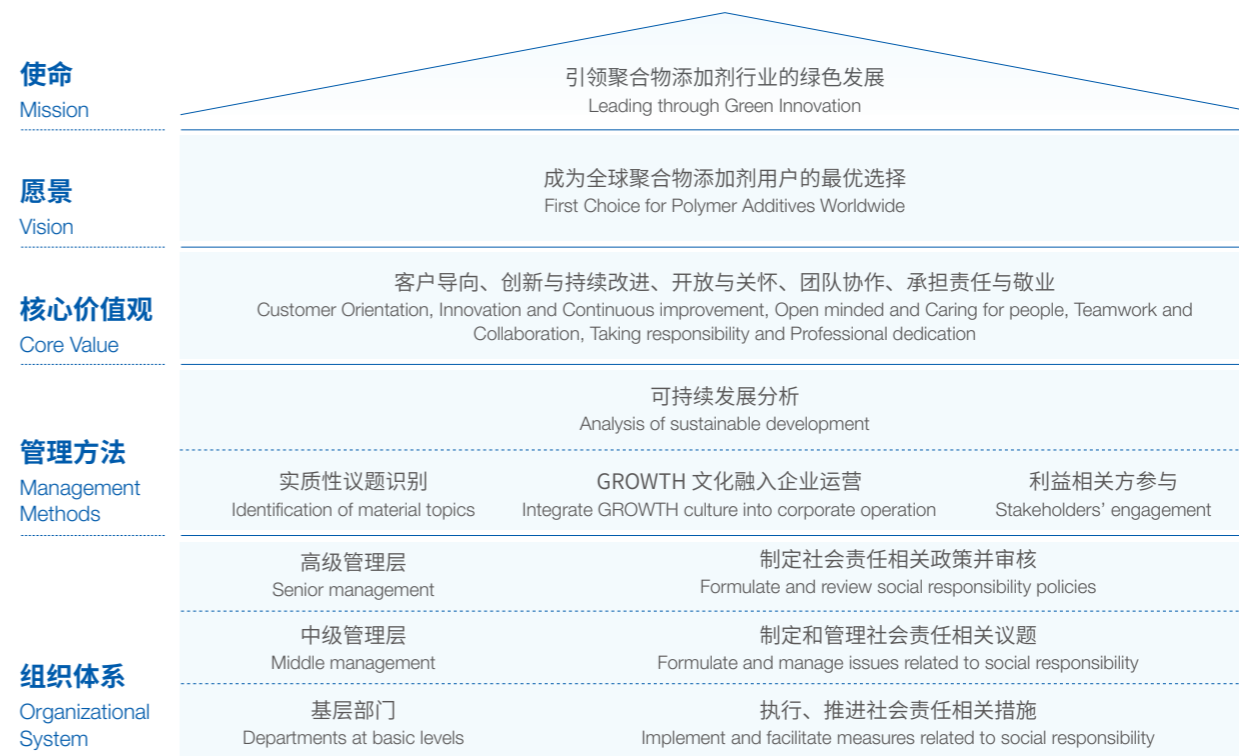 使命
Mission
引领聚合物添加剂行业的绿色发展
Leading through Green Innovation
愿景
Vision
成为全球聚合物添加剂用户的最优选择
First Choice for Polymer Additives Worldwide
核心价值观
Core Value
客户导向、创新与持续改进、开放与关怀、团队协作、承担责任与敬业
Customer Orientation, Innovation and Continuous improvement, Open minded and Caring for people, Teamwork and
Collaboration, Taking responsibility and Professional dedication
管理方法
Management
Methods
可持续发展分析
Analysis of sustainable development
实质性议题识别
Identification of material topics
GROWTH 文化融入企业运营
Integrate GROWTH culture into corporate operation
利益相关方参与
Stakeholders’ engagement
组织体系
Organizational
System
高级管理层
Senior management
制定社会责任相关政策并审核
Formulate and review social responsibility policies
中级管理层
Middle management
制定和管理社会责任相关议题
Formulate and manage issues related to social responsibility
基层部门
Departments at basic levels
执行、推进社会责任相关措施
Implement and facilitate measures related to social responsibility